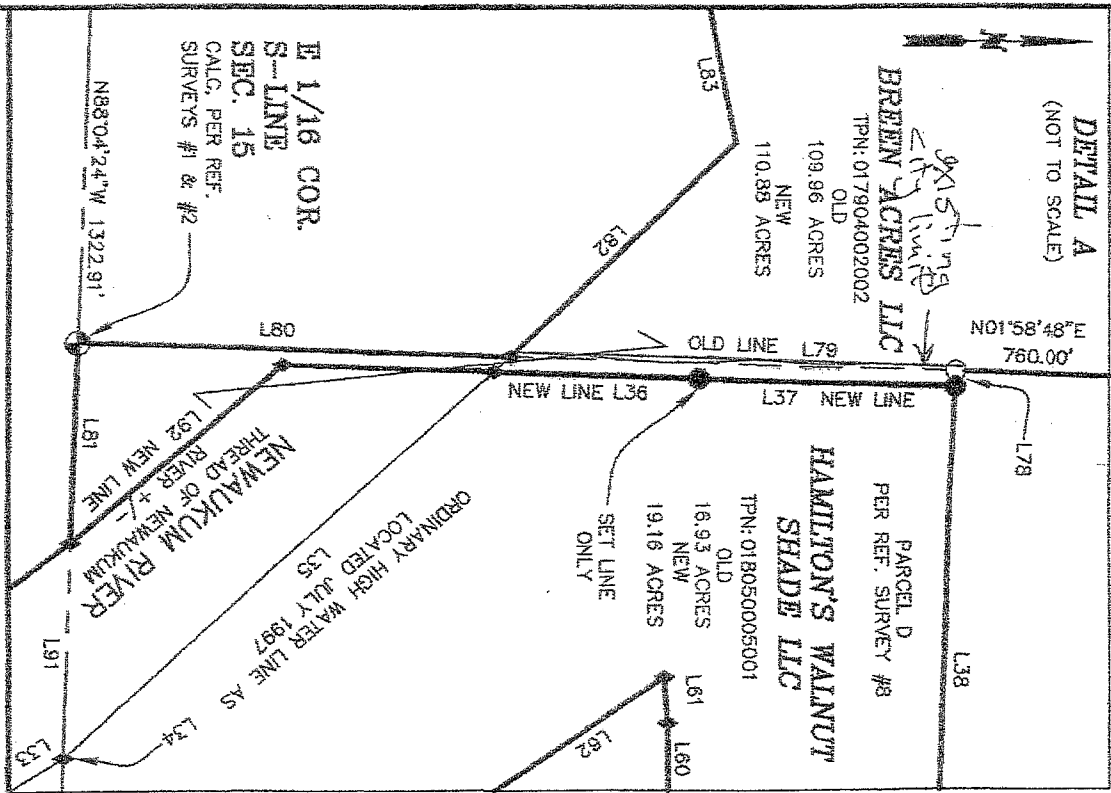 DETAIL A
(NOT TO SCALE)
N
existing
city limits
BREEN ACRES LLC
TPN: 017904002002
OLD
109.96 ACRES
NEW
110.88 ACRES
N01°58'48"E
760.00'
L78
L38
PARCEL D
PER REF. SURVEY #8
HAMILTON'S WALNUT
SHADE LLC
TPN: 018050005001
OLD
16.93 ACRES
NEW
19.16 ACRES
OLD LINE
L79
NEW LINE L36
L37
NEW LINE
SET LINE
ONLY
L83
L82
L80
L61
L60
L62
E 1/16 COR.
S-LINE
SEC. 15
CALC. PER REF.
SURVEYS #1 & #2
N88°04'24"W 1322.91'
L81
L92 NEW LINE
THREAD OF NEWAUKUM
RIVER +/-
NEWAUKUM RIVER
ORDINARY HIGH WATER LINE AS
LOCATED JULY 1997
L35
L34
L91
L33